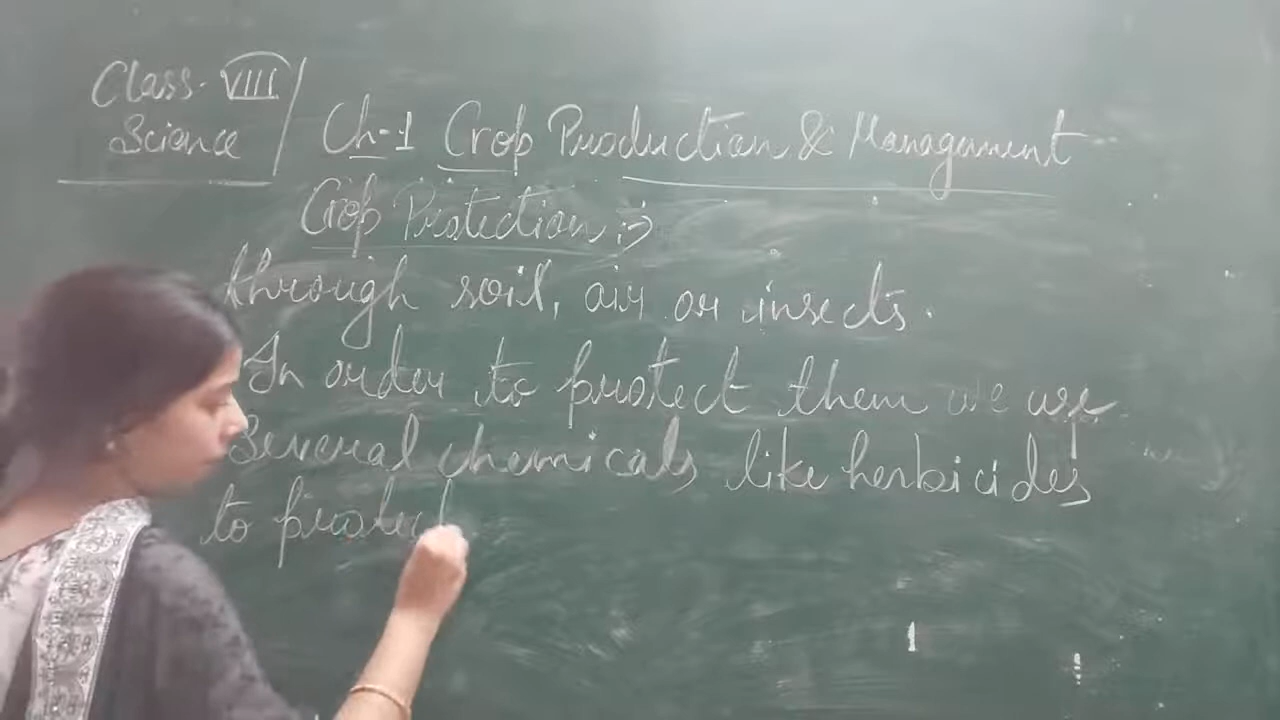 Class- VIII
Science
Ch-1 Crop Production & Management
Crop Protection :->
through soil, air or insects.
In order to protect them we use
Several chemicals like herbicides
to protect